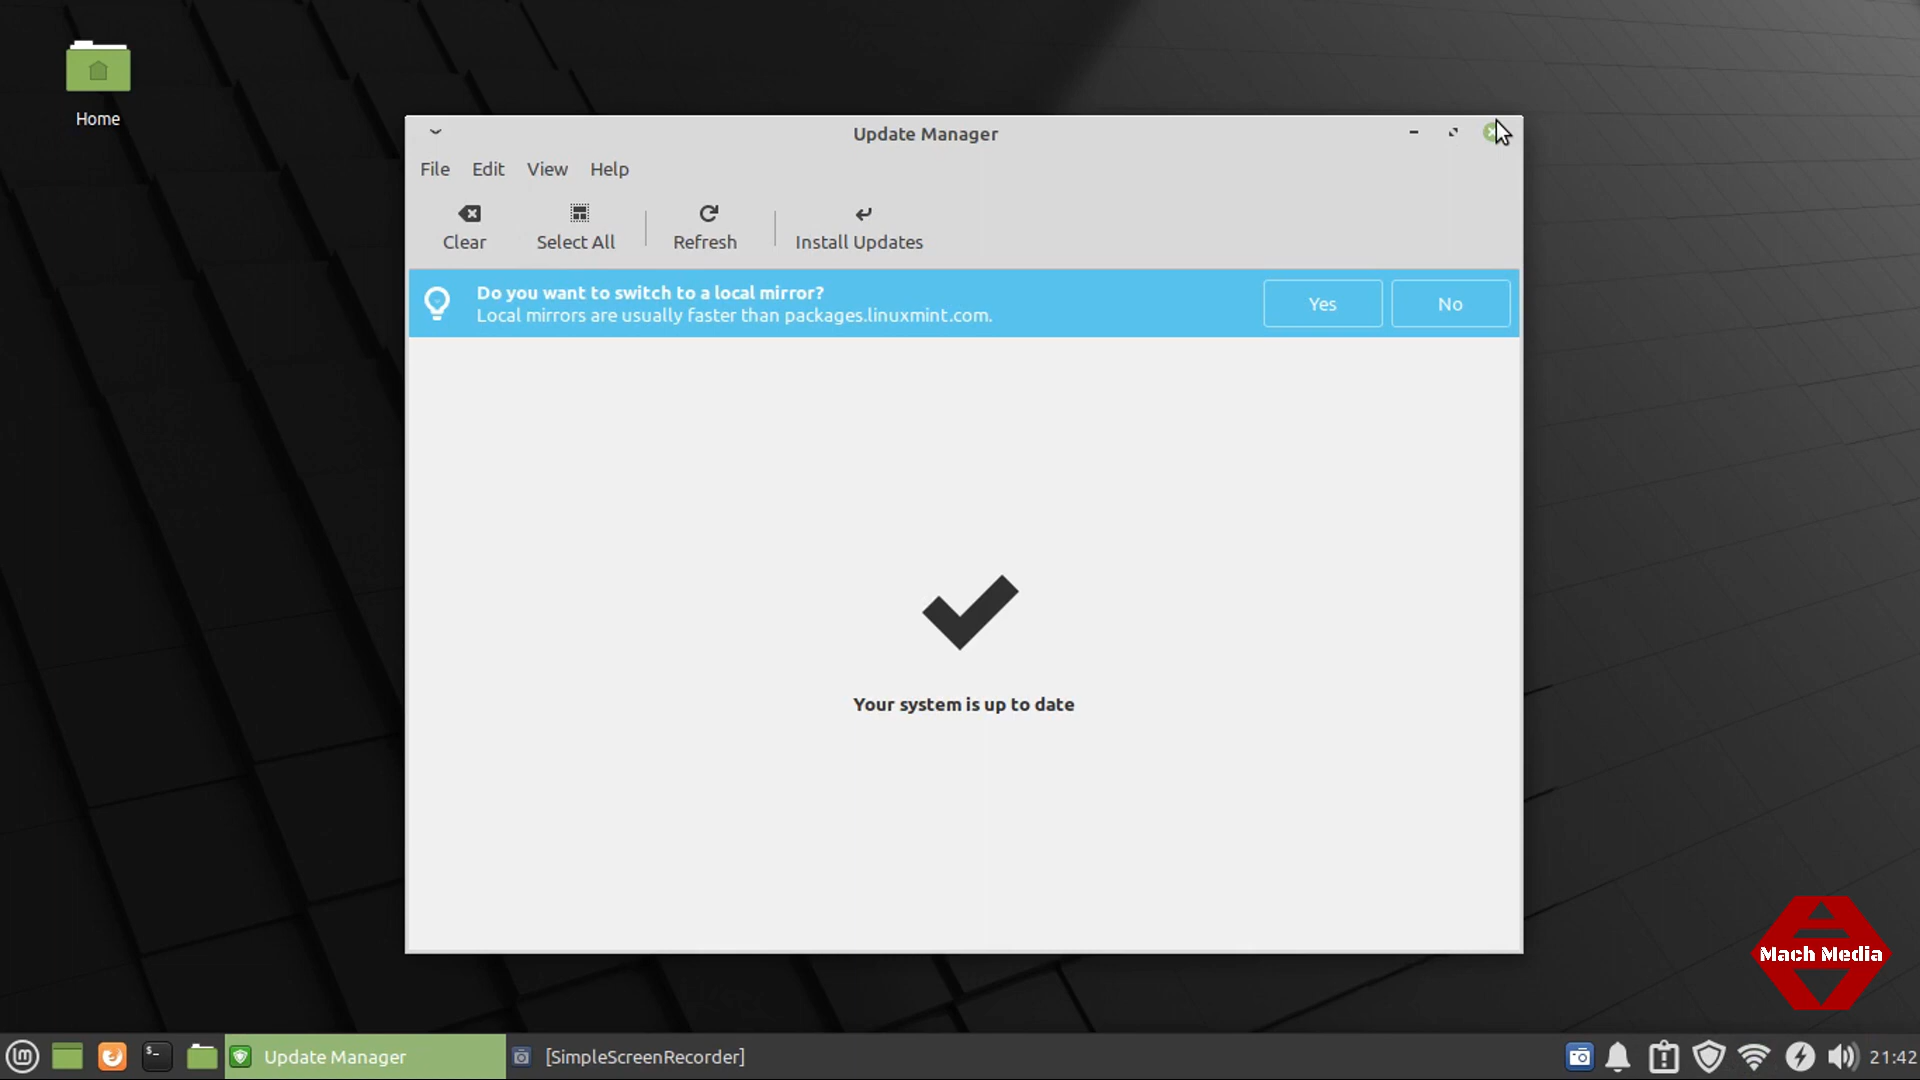 Home
Update Manager
File Edit View Help
Clear Select All Refresh Install Updates
Do you want to switch to a local mirror?
Local mirrors are usually faster than packages.linuxmint.com.
Yes No
Your system is up to date
Mach Media
Update Manager [SimpleScreenRecorder] 21:42